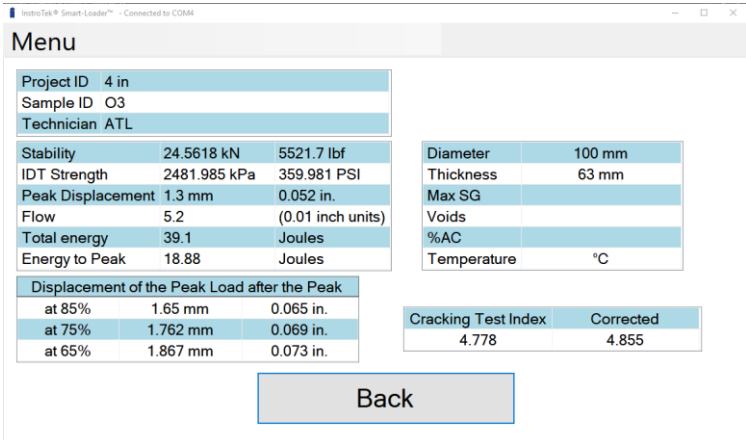 InstroTek® Smart-Loader™ - Connected to COM4
Menu
Project ID 4 in
Sample ID O3
Technician ATL
Stability 24.5618 kN 5521.7 lbf
IDT Strength 2481.985 kPa 359.981 PSI
Peak Displacement 1.3 mm 0.052 in.
Flow 5.2 (0.01 inch units)
Total energy 39.1 Joules
Energy to Peak 18.88 Joules
Diameter 100 mm
Thickness 63 mm
Max SG
Voids
%AC
Temperature °C
Displacement of the Peak Load after the Peak
at 85% 1.65 mm 0.065 in.
at 75% 1.762 mm 0.069 in.
at 65% 1.867 mm 0.073 in.
Cracking Test Index Corrected
4.778 4.855
Back